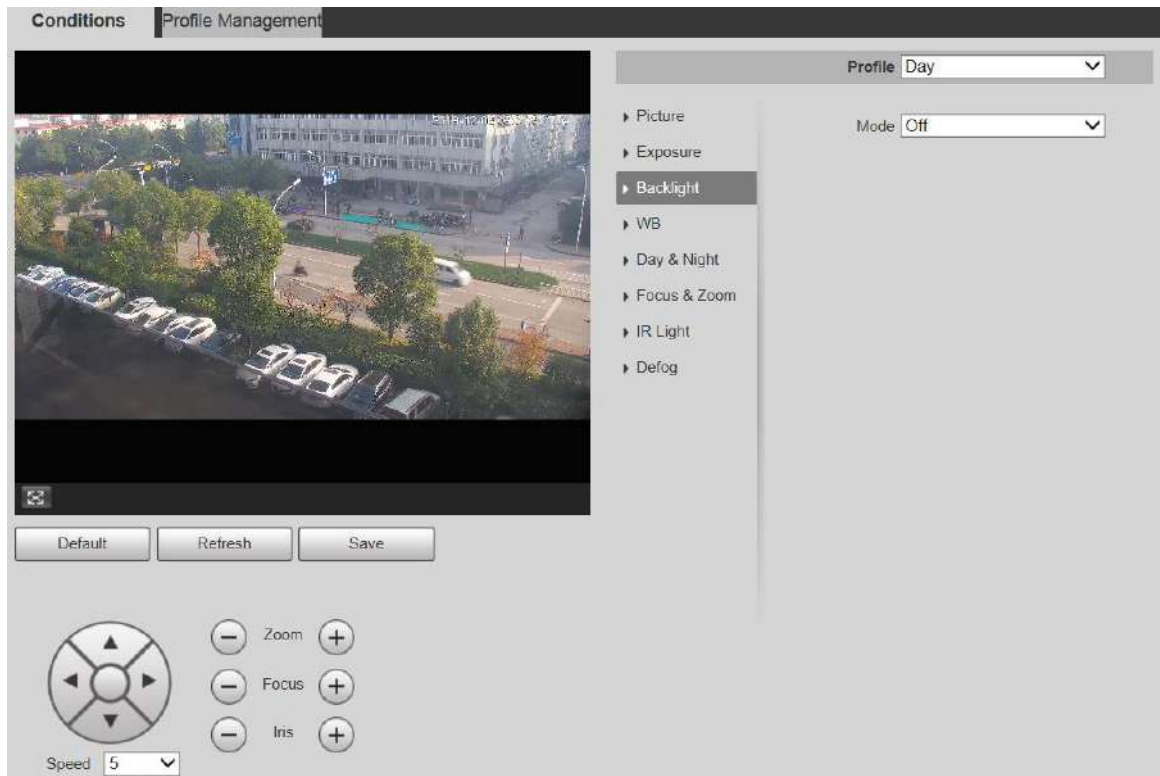 Conditions
Profile Management
Profile Day
Picture
Mode Off
Exposure
Backlight
WB
Day & Night
Focus & Zoom
IR Light
Defog
Default
Refresh
Save
Zoom
Focus
Iris
Speed 5